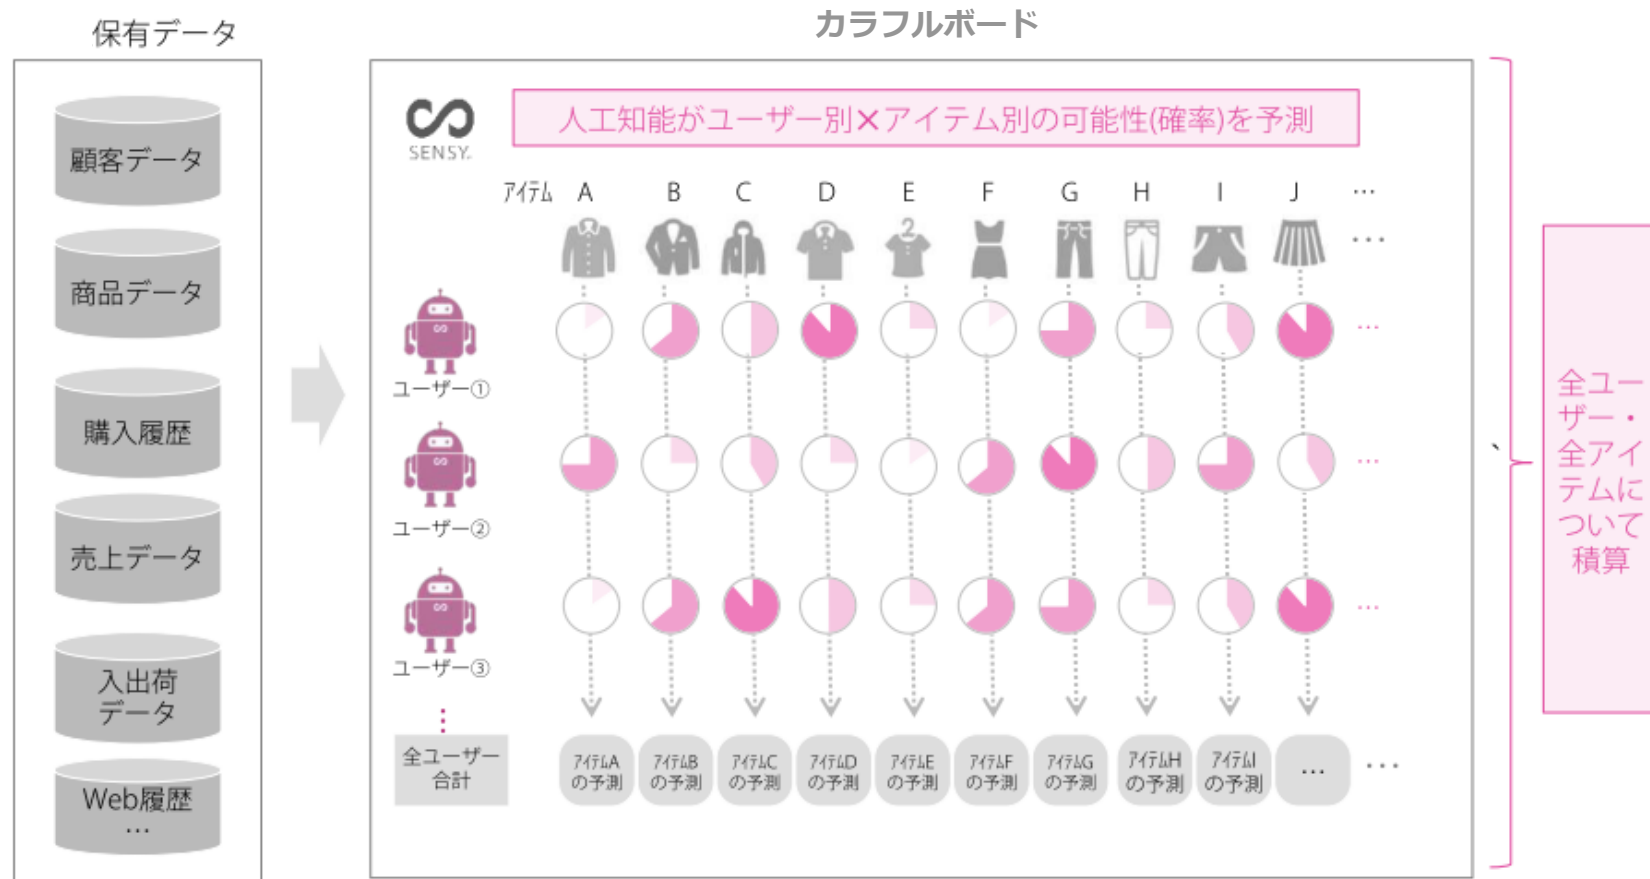 保有データ
顧客データ
商品データ
購入履歴
売上データ
入出荷
データ
Web履歴
…
カラフルボード
SENSY
人工知能がユーザー別×アイテム別の可能性(確率)を予測
アイテム A B C D E F G H I J …
2
…
ユーザー①
…
ユーザー②
…
ユーザー③
…
全ユーザー
合計
アイテムA
の予測
アイテムB
の予測
アイテムC
の予測
アイテムD
の予測
アイテムE
の予測
アイテムF
の予測
アイテムG
の予測
アイテムH
の予測
アイテムI
の予測
…
…
、
全ユー
ザー・
全アイ
テムに
ついて
積算